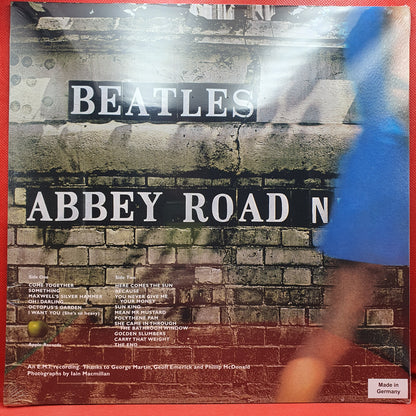 BEATLES
ABBEY ROAD N
Side One
COME TOGETHER
SOMETHING
MAXWELL'S SILVER HAMMER
OH! DARLING
OCTOPUS'S GARDEN
I WANT YOU (She's so heavy)
Side Two
HERE COMES THE SUN
BECAUSE
YOU NEVER GIVE ME
YOUR MONEY
SUN KING
MEAN MR MUSTARD
POLYTHENE PAM
SHE CAME IN THROUGH
THE BATHROOM WINDOW
GOLDEN SLUMBERS
CARRY THAT WEIGHT
THE END
Apple Records
An E.M.I. recording. Thanks to George Martin, Geoff Emerick and Philip McDonald
Photographs by Iain Macmillan
Made in
Germany